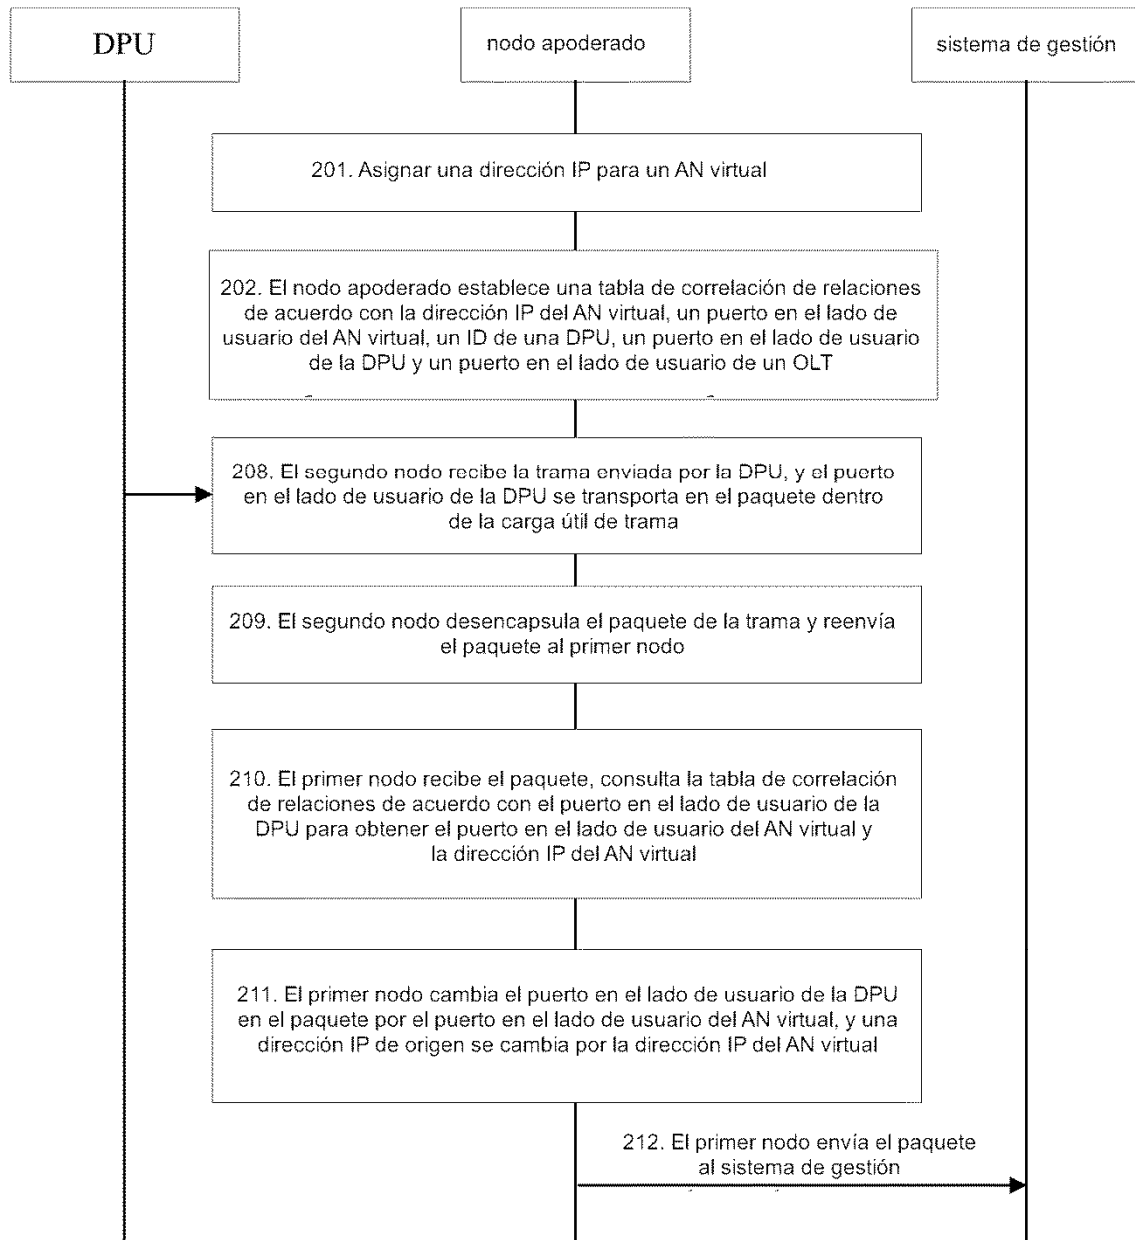 DPU
nodo apoderado
sistema de gestión
201. Asignar una dirección IP para un AN virtual
202. El nodo apoderado establece una tabla de correlación de relaciones
de acuerdo con la dirección IP del AN virtual, un puerto en el lado de
usuario del AN virtual, un ID de una DPU, un puerto en el lado de usuario
de la DPU y un puerto en el lado de usuario de un OLT
208. El segundo nodo recibe la trama enviada por la DPU, y el puerto
en el lado de usuario de la DPU se transporta en el paquete dentro
de la carga útil de trama
209. El segundo nodo desencapsula el paquete de la trama y reenvía
el paquete al primer nodo
210. El primer nodo recibe el paquete, consulta la tabla de correlación
de relaciones de acuerdo con el puerto en el lado de usuario de la
DPU para obtener el puerto en el lado de usuario del AN virtual y
la dirección IP del AN virtual
211. El primer nodo cambia el puerto en el lado de usuario de la DPU
en el paquete por el puerto en el lado de usuario del AN virtual, y una
dirección IP de origen se cambia por la dirección IP del AN virtual
212. El primer nodo envía el paquete
al sistema de gestión